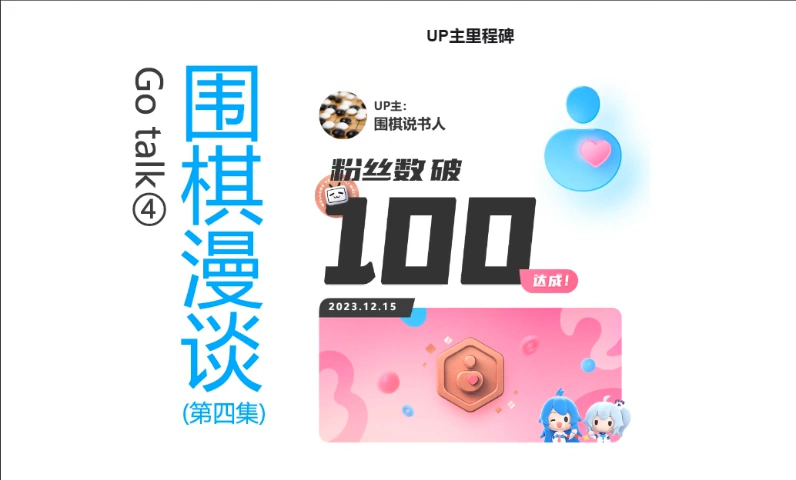 UP主里程碑
Go talk④
围棋漫谈
(第四集)
UP主:
围棋说书人
粉丝数破
100
达成!
2023.12.15